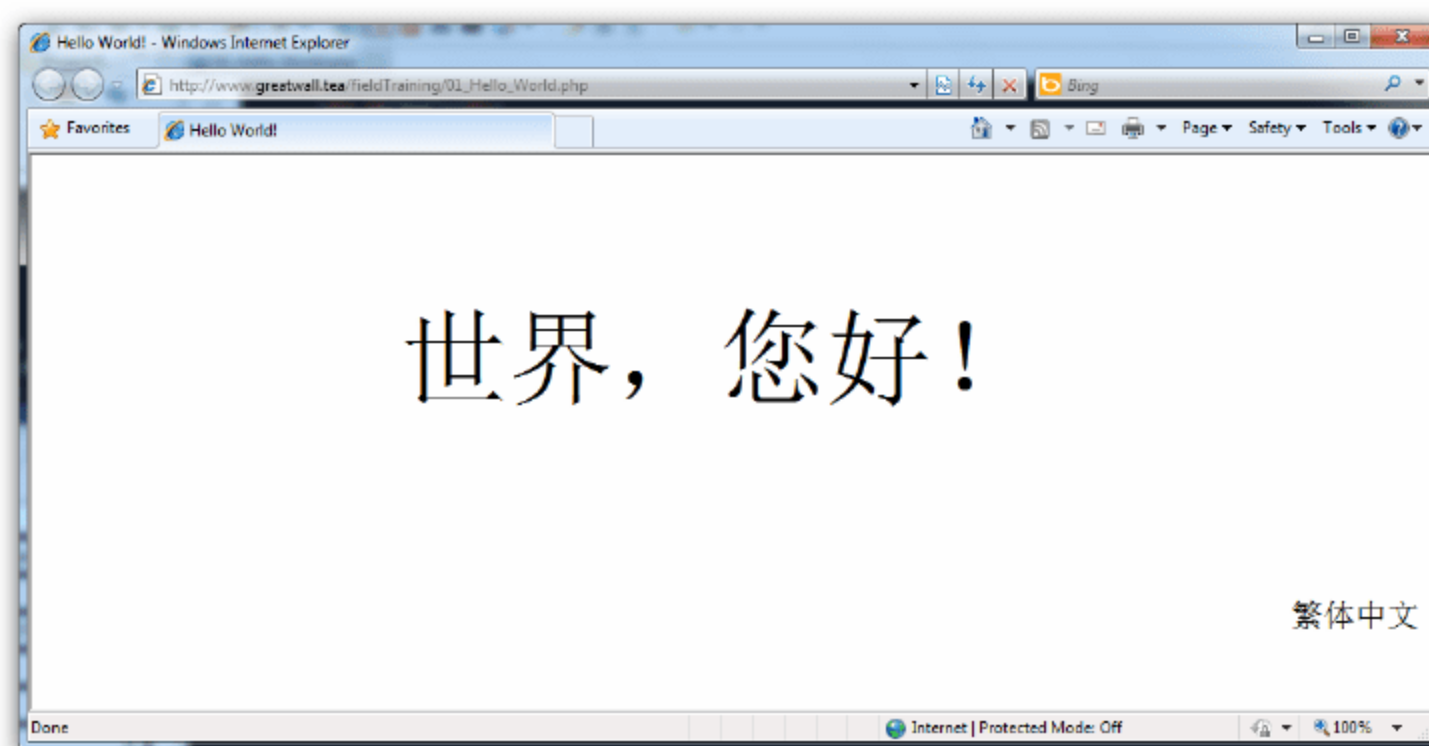 Hello World! - Windows Internet Explorer
http://www.greatwall.tea/fieldTraining/01_Hello_World.php
Bing
Favorites
Hello World!
Page
Safety
Tools
世界，您好！
繁体中文
Done
Internet | Protected Mode: Off
100%